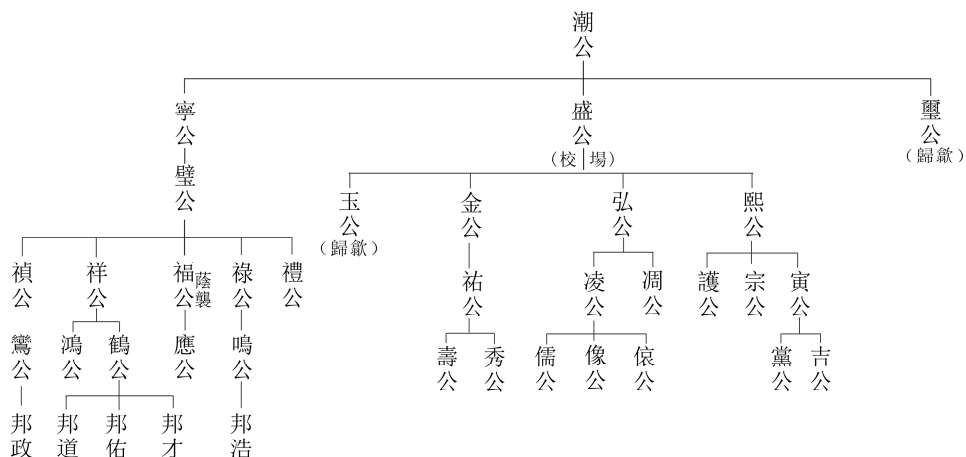 潮公
寧公
盛公
璽公
(校場)
(歸歙)
璧公
玉公
金公
弘公
熙公
(歸歙)
禎公
祥公
福公
蔭襲
祿公
禮公
祐公
凌公
凋公
護公
宗公
寅公
鸞公
鴻公
鶴公
應公
鳴公
壽公
秀公
儒公
像公
儐公
黨公
吉公
邦政
邦道
邦佑
邦才
邦浩